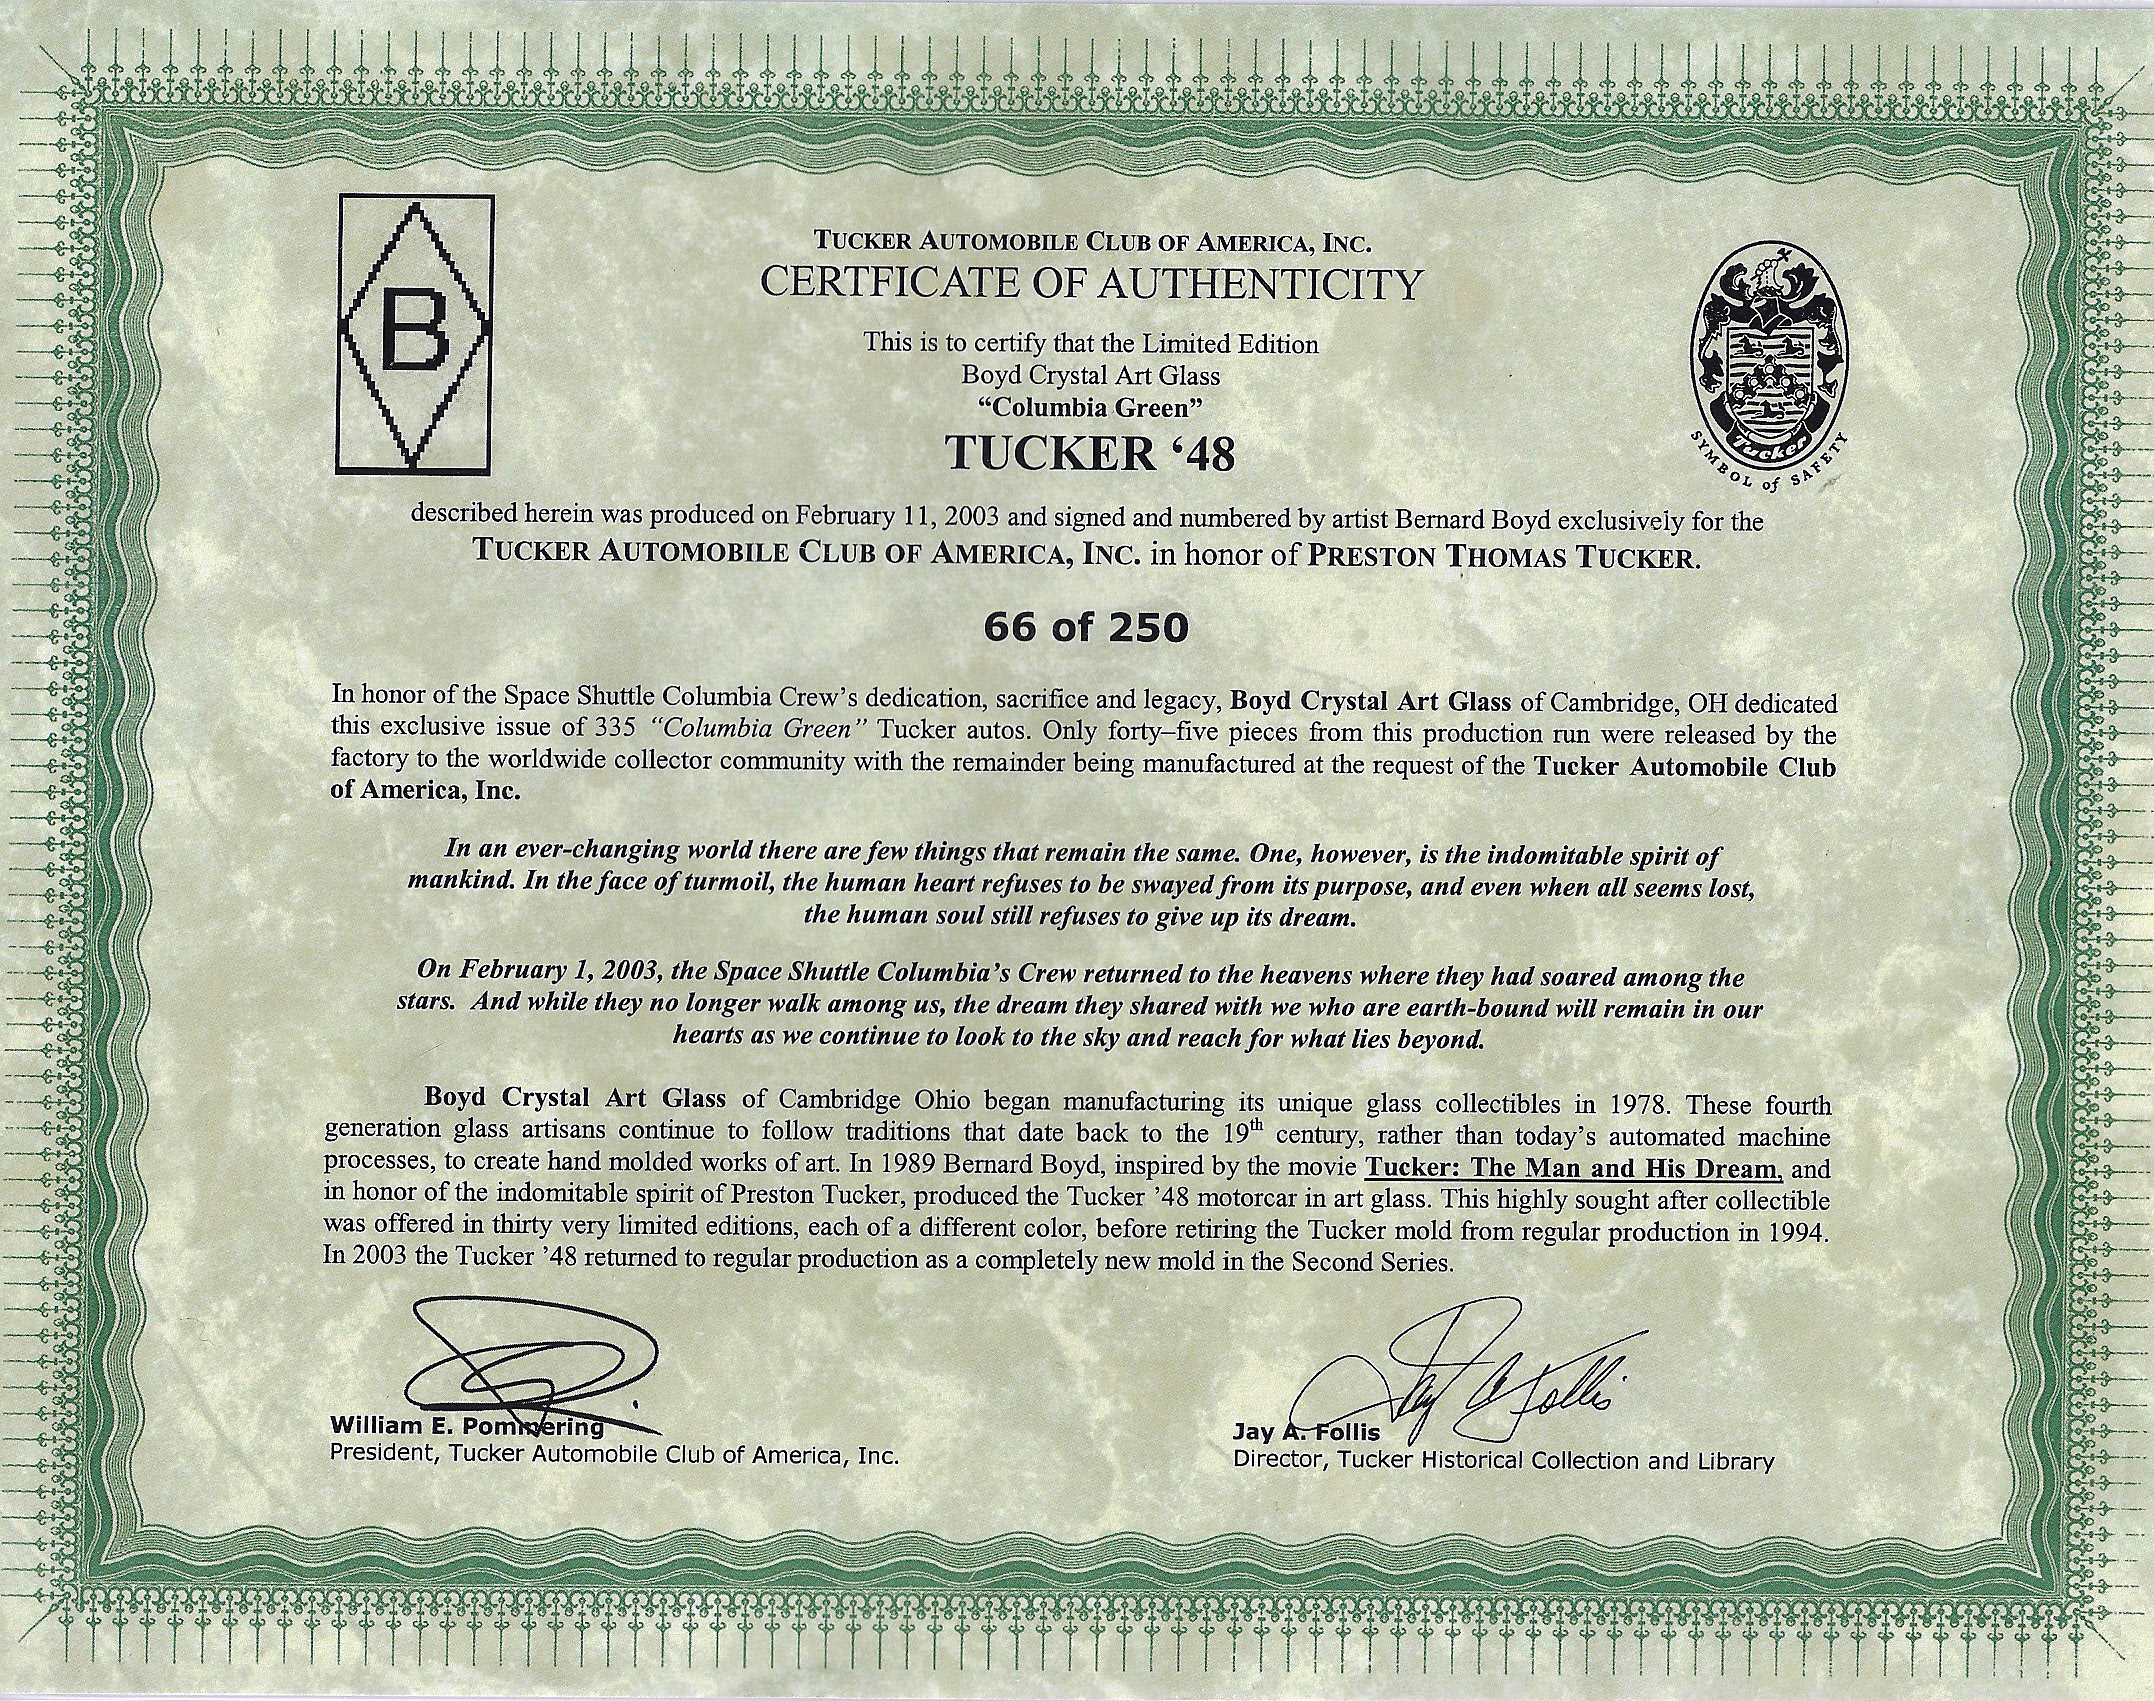 B
TUCKER AUTOMOBILE CLUB OF AMERICA, INC.
CERTFICATE OF AUTHENTICITY
This is to certify that the Limited Edition
Boyd Crystal Art Glass
“Columbia Green”
TUCKER ‘48
Tucker
SYMBOL of SAFETY
described herein was produced on February 11, 2003 and signed and numbered by artist Bernard Boyd exclusively for the
TUCKER AUTOMOBILE CLUB OF AMERICA, INC. in honor of PRESTON THOMAS TUCKER.
66 of 250
In honor of the Space Shuttle Columbia Crew’s dedication, sacrifice and legacy, Boyd Crystal Art Glass of Cambridge, OH dedicated
this exclusive issue of 335 “Columbia Green” Tucker autos. Only forty–five pieces from this production run were released by the
factory to the worldwide collector community with the remainder being manufactured at the request of the Tucker Automobile Club
of America, Inc.
In an ever-changing world there are few things that remain the same. One, however, is the indomitable spirit of
mankind. In the face of turmoil, the human heart refuses to be swayed from its purpose, and even when all seems lost,
the human soul still refuses to give up its dream.
On February 1, 2003, the Space Shuttle Columbia’s Crew returned to the heavens where they had soared among the
stars. And while they no longer walk among us, the dream they shared with we who are earth-bound will remain in our
hearts as we continue to look to the sky and reach for what lies beyond.
Boyd Crystal Art Glass of Cambridge Ohio began manufacturing its unique glass collectibles in 1978. These fourth
generation glass artisans continue to follow traditions that date back to the 19th century, rather than today’s automated machine
processes, to create hand molded works of art. In 1989 Bernard Boyd, inspired by the movie Tucker: The Man and His Dream, and
in honor of the indomitable spirit of Preston Tucker, produced the Tucker ’48 motorcar in art glass. This highly sought after collectible
was offered in thirty very limited editions, each of a different color, before retiring the Tucker mold from regular production in 1994.
In 2003 the Tucker ’48 returned to regular production as a completely new mold in the Second Series.
Jay A Follis
William E. Pommering
President, Tucker Automobile Club of America, Inc.
Jay A. Follis
Director, Tucker Historical Collection and Library